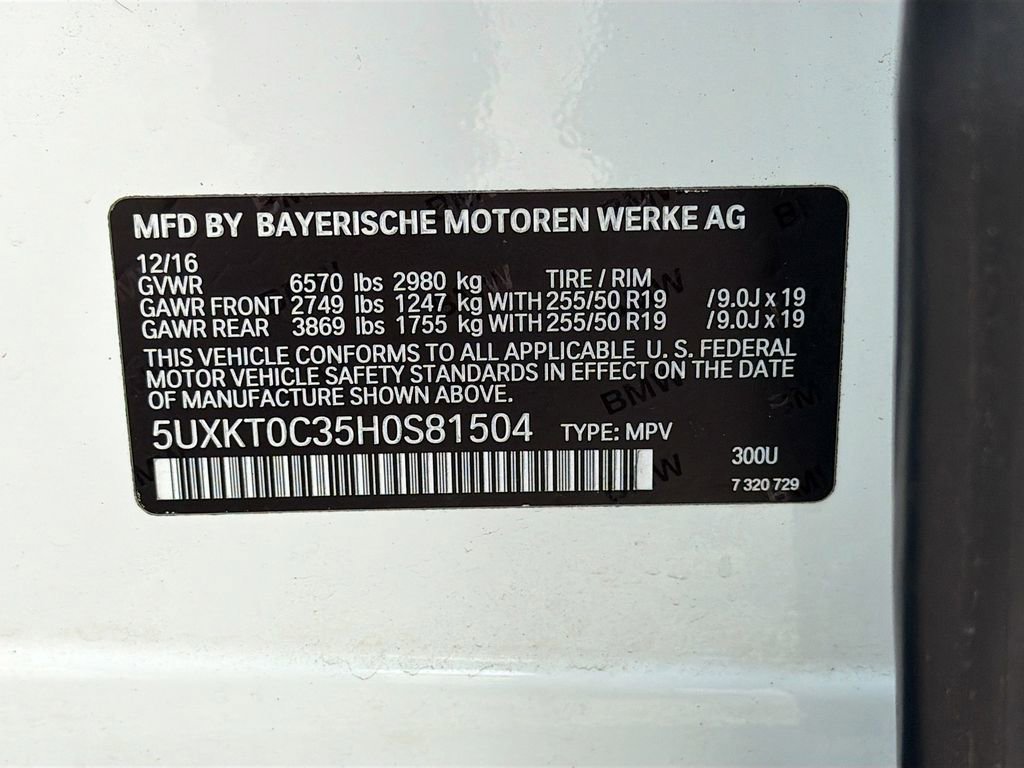 MFD BY BAYERISCHE MOTOREN WERKE AG
12/16
GVWR 6570 lbs 2980 kg TIRE / RIM
GAWR FRONT 2749 lbs 1247 kg WITH 255/50 R19 /9.0J x 19
GAWR REAR 3869 lbs 1755 kg WITH 255/50 R19 /9.0J x 19
THIS VEHICLE CONFORMS TO ALL APPLICABLE U. S. FEDERAL
MOTOR VEHICLE SAFETY STANDARDS IN EFFECT ON THE DATE
OF MANUFACTURE SHOWN ABOVE.
5UXKT0C35H0S81504 TYPE: MPV
300U
7 320 729